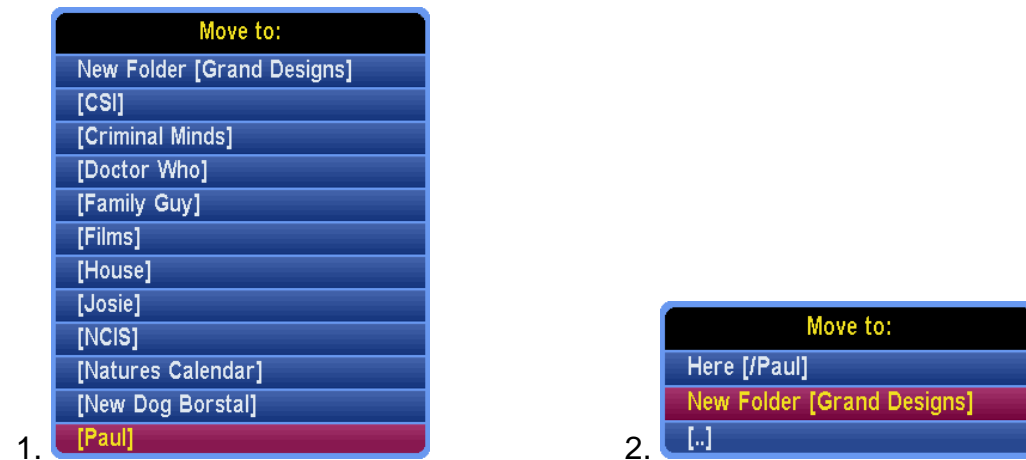 Move to:
New Folder [Grand Designs]
[CSI]
[Criminal Minds]
[Doctor Who]
[Family Guy]
[Films]
[House]
[Josie]
[NCIS]
[Natures Calendar]
[New Dog Borstal]
1. [Paul]
Move to:
Here [/Paul]
New Folder [Grand Designs]
2. [..]